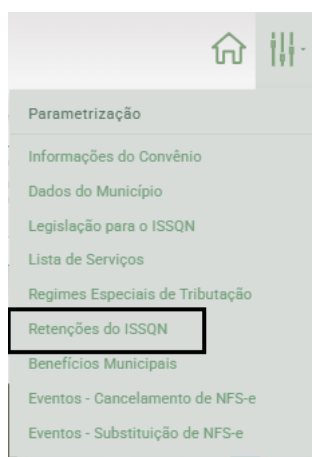 Parametrização
Informações do Convênio
Dados do Município
Legislação para o ISSQN
Lista de Serviços
Regimes Especiais de Tributação
Retenções do ISSQN
Benefícios Municipais
Eventos - Cancelamento de NFS-e
Eventos - Substituição de NFS-e